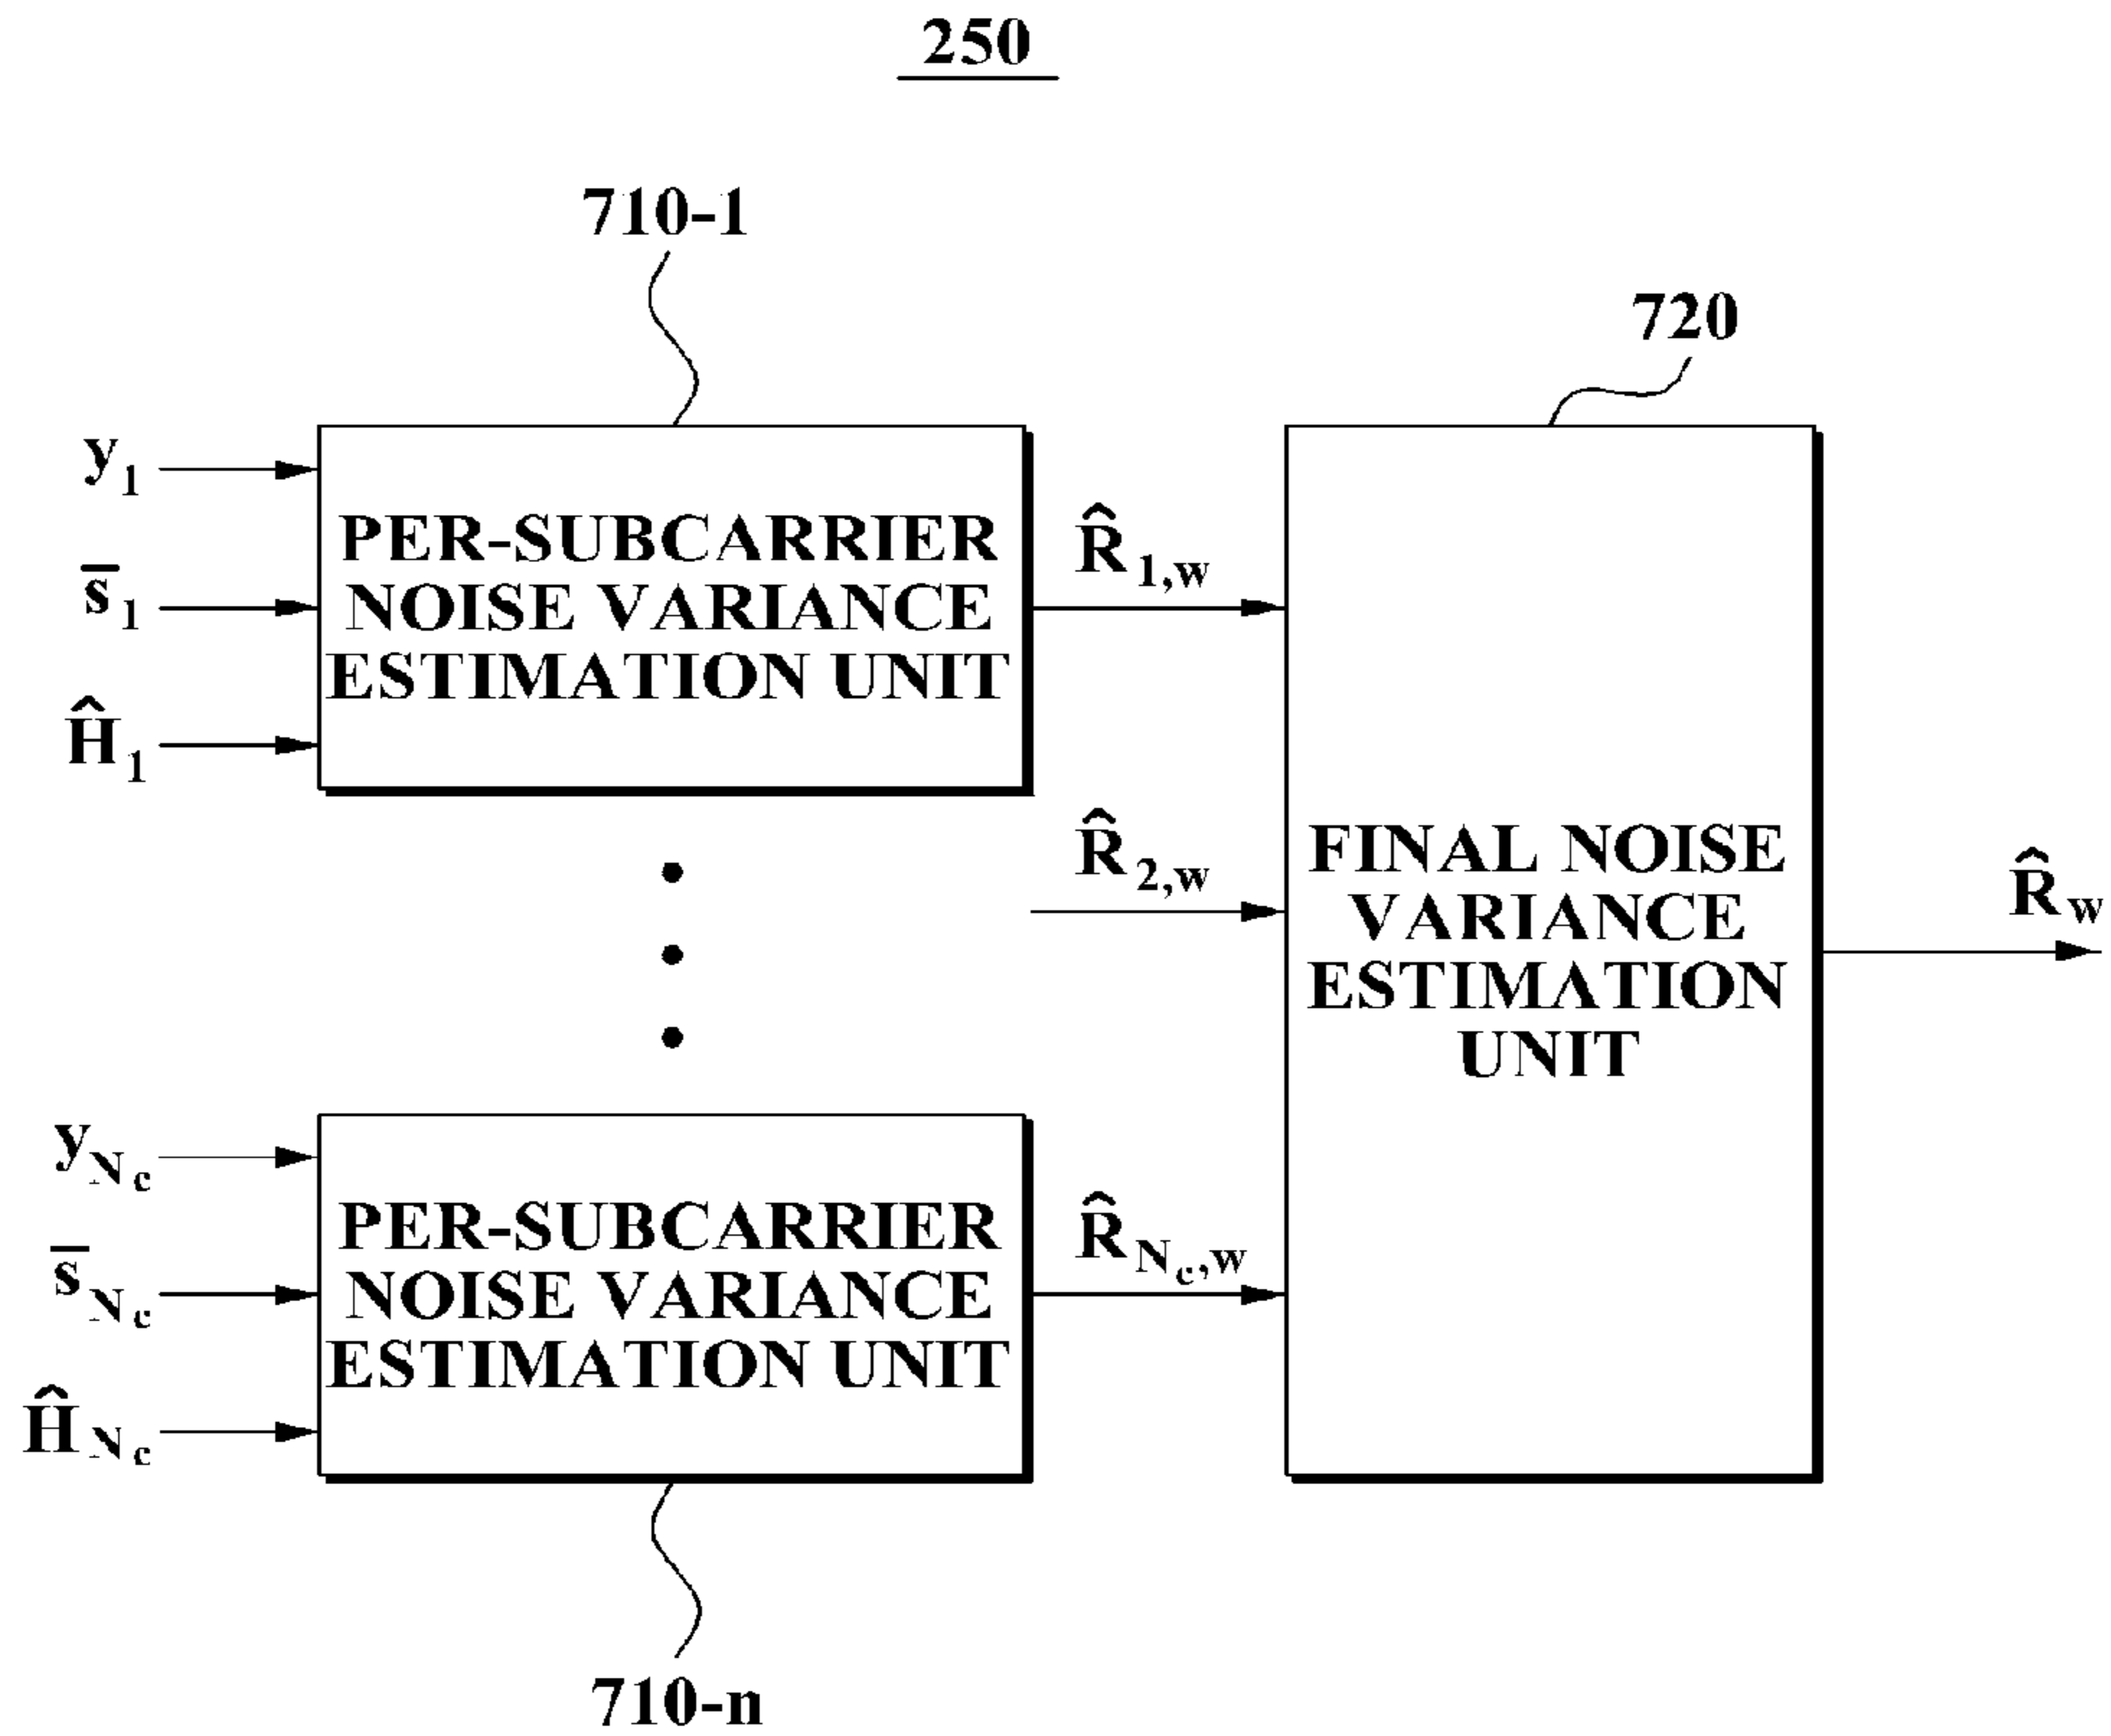 250
710-1
720
y₁
s̄₁
Ĥ₁
PER-SUBCARRIER
NOISE VARIANCE
ESTIMATION UNIT
R̂₁,w
R̂₂,w
FINAL NOISE
VARIANCE
ESTIMATION
UNIT
R̂w
yNc
s̄Nc
ĤNc
PER-SUBCARRIER
NOISE VARIANCE
ESTIMATION UNIT
R̂Nc,w
710-n